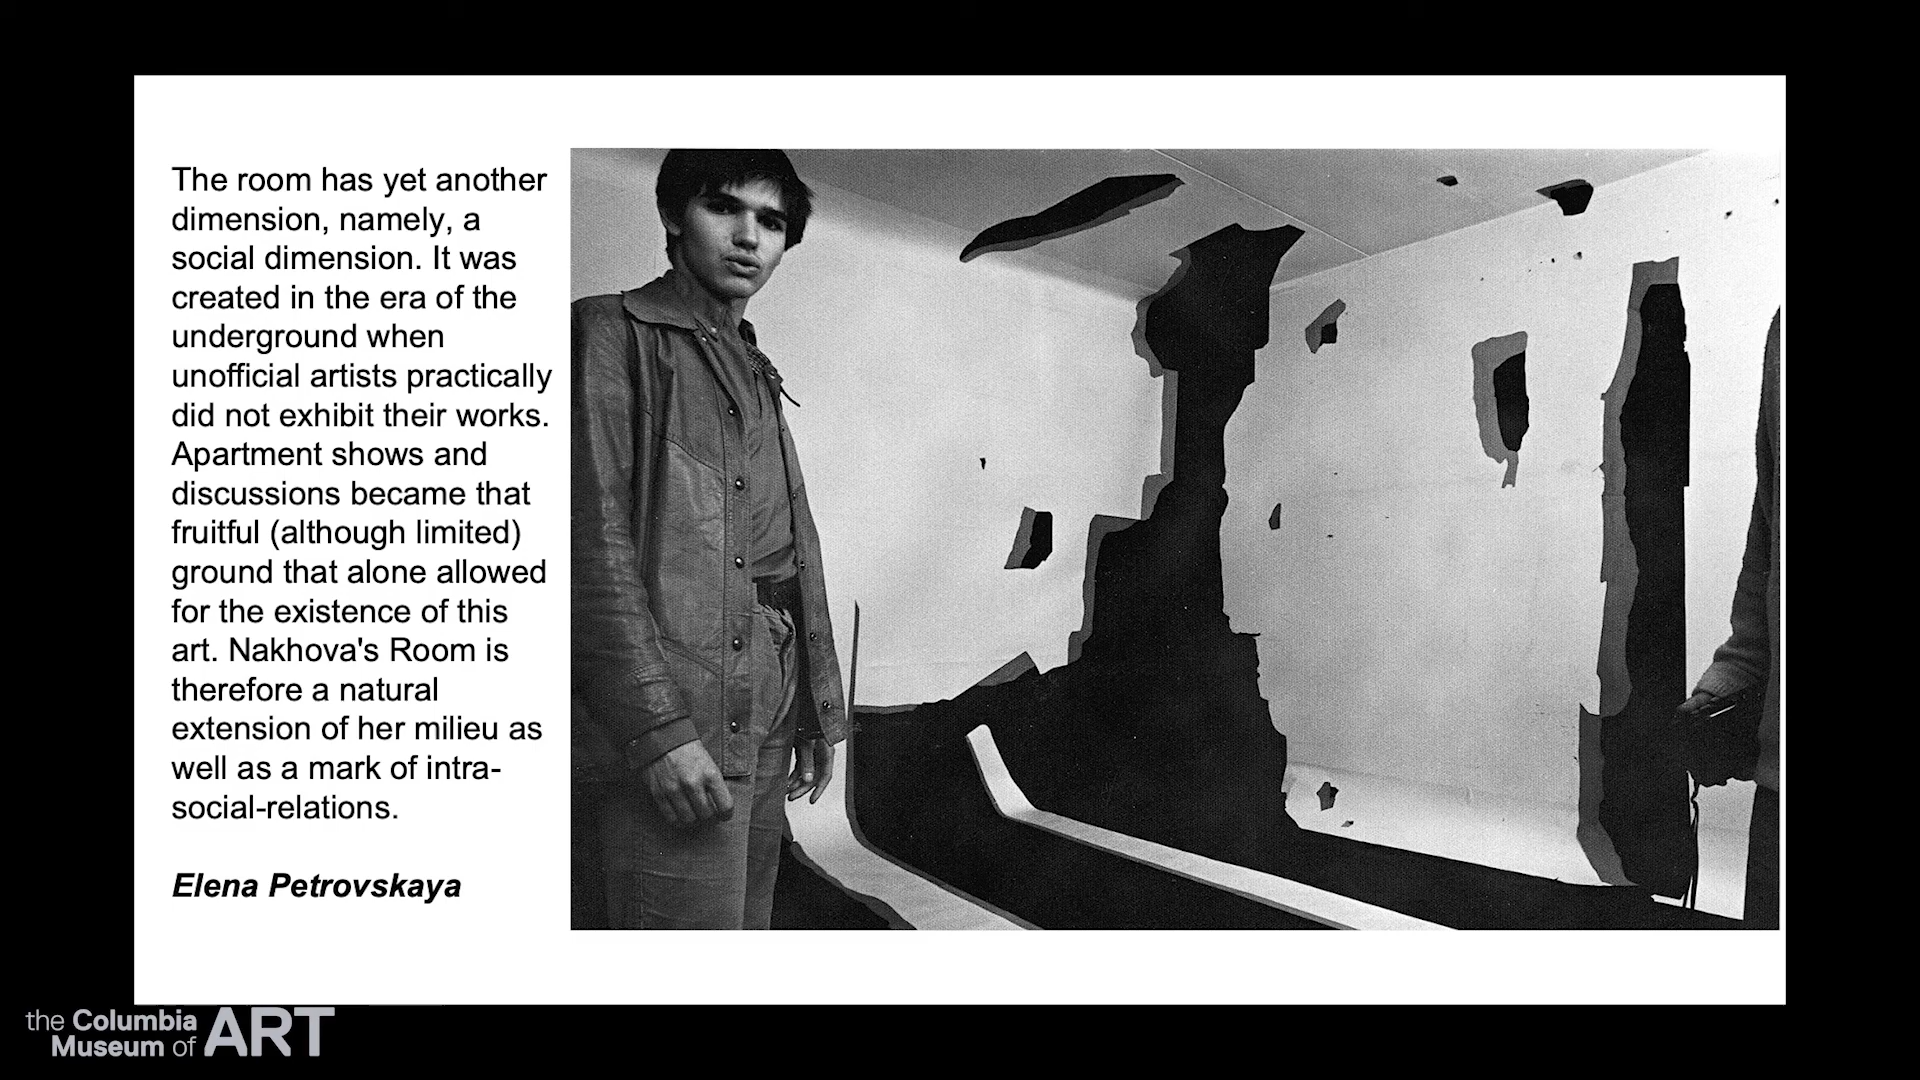 The room has yet another
dimension, namely, a
social dimension. It was
created in the era of the
underground when
unofficial artists practically
did not exhibit their works.
Apartment shows and
discussions became that
fruitful (although limited)
ground that alone allowed
for the existence of this
art. Nakhova's Room is
therefore a natural
extension of her milieu as
well as a mark of intra-
social-relations.
Elena Petrovskaya
the Columbia
Museum of ART